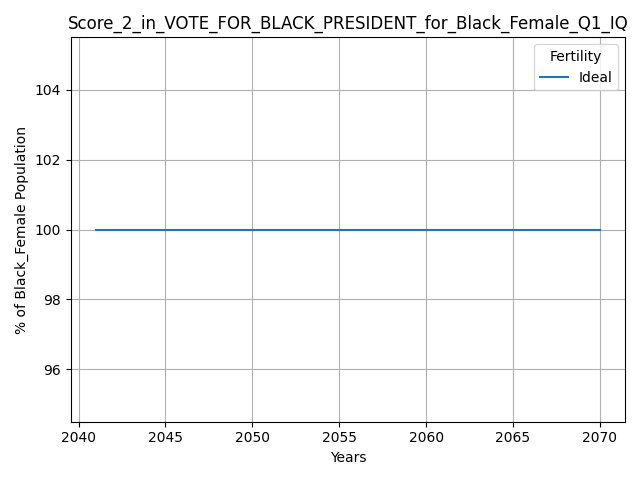 Score_2_in_VOTE_FOR_BLACK_PRESIDENT_for_Black_Female_Q1_IQ
Fertility
Ideal
104
102
100
98
96
% of Black_Female Population
2040 2045 2050 2055 2060 2065 2070
Years